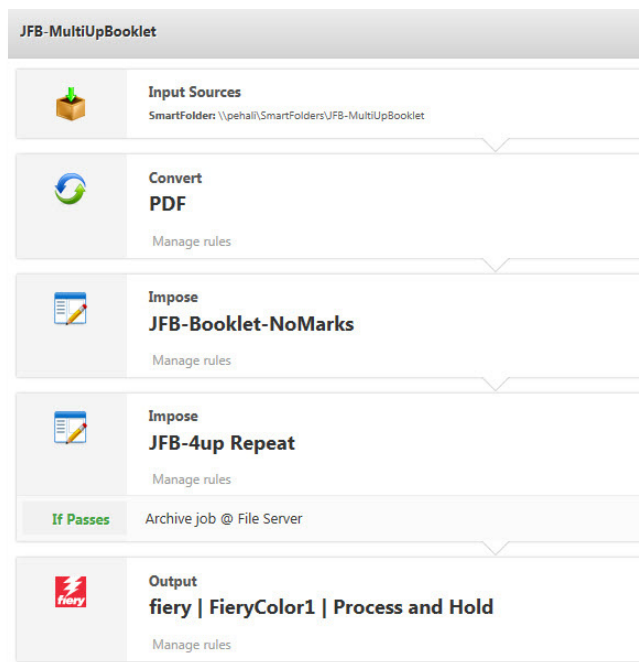 JFB-MultiUpBooklet
Input Sources
SmartFolder: \\pehali\SmartFolders\JFB-MultiUpBooklet
Convert
PDF
Manage rules
Impose
JFB-Booklet-NoMarks
Manage rules
Impose
JFB-4up Repeat
Manage rules
If Passes Archive job @ File Server
Output
fiery fiery | FieryColor1 | Process and Hold
Manage rules